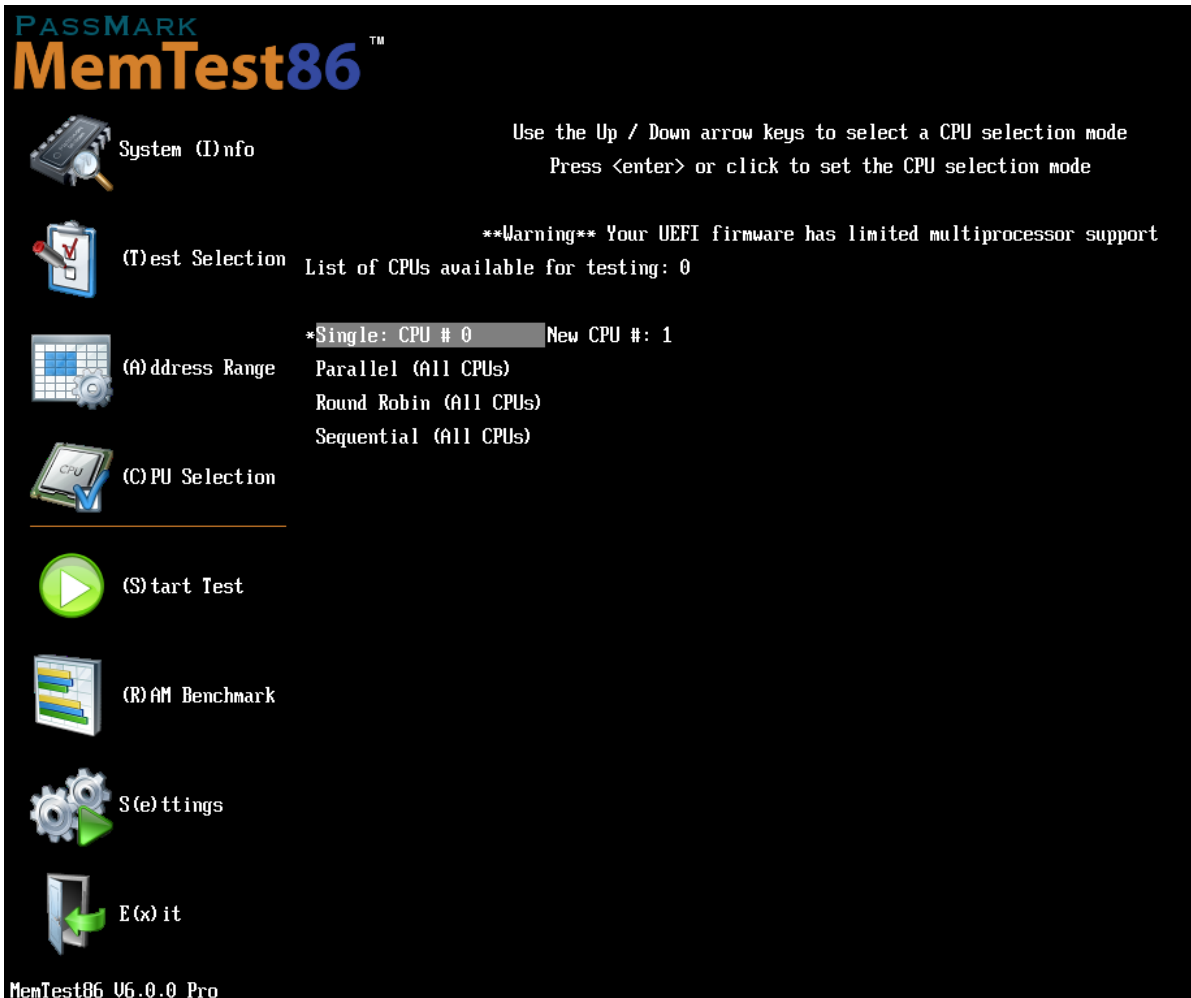 PASSMARK
MemTest86 ™
System (I)nfo
Use the Up / Down arrow keys to select a CPU selection mode
Press <enter> or click to set the CPU selection mode
**Warning** Your UEFI firmware has limited multiprocessor support
(T)est Selection
List of CPUs available for testing: 0
*Single: CPU # 0 New CPU #: 1
(A)ddress Range
Parallel (All CPUs)
Round Robin (All CPUs)
Sequential (All CPUs)
CPU
(C)PU Selection
(S)tart Test
(R)AM Benchmark
S(e)ttings
E(x)it
MemTest86 V6.0.0 Pro